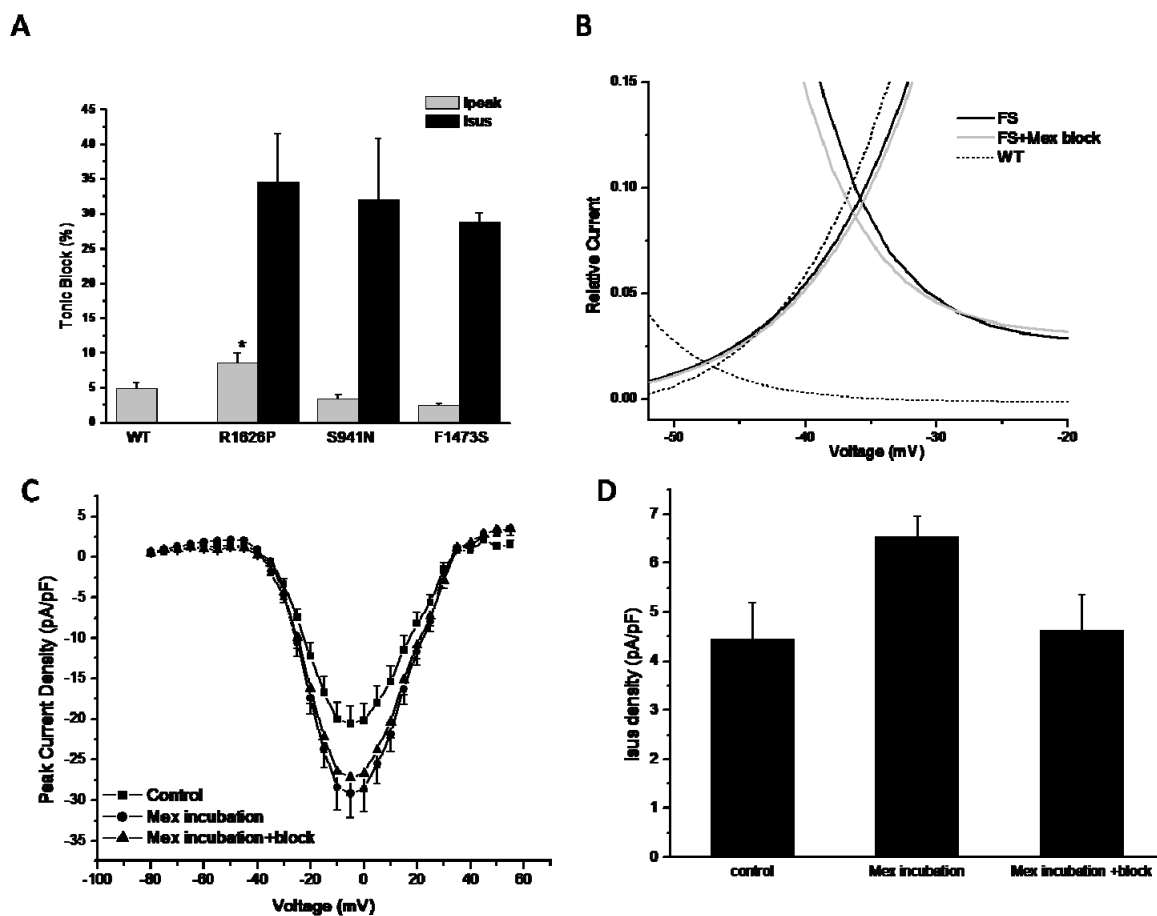 A
Ipeak
Isus
45
40
35
30
25
20
15
10
5
0
Tonic Block (%)
*
WT R1626P S941N F1473S
B
0.15
0.10
0.05
0.00
Relative Current
FS
FS+Mex block
WT
-50 -40 -30 -20
Voltage (mV)
C
5
0
-5
-10
-15
-20
-25
-30
-35
Peak Current Density (pA/pF)
Control
Mex incubation
Mex incubation+block
-100 -80 -60 -40 -20 0 20 40 60
Voltage (mV)
D
7
6
5
4
3
2
1
0
Isus density (pA/pF)
control Mex incubation Mex incubation +block